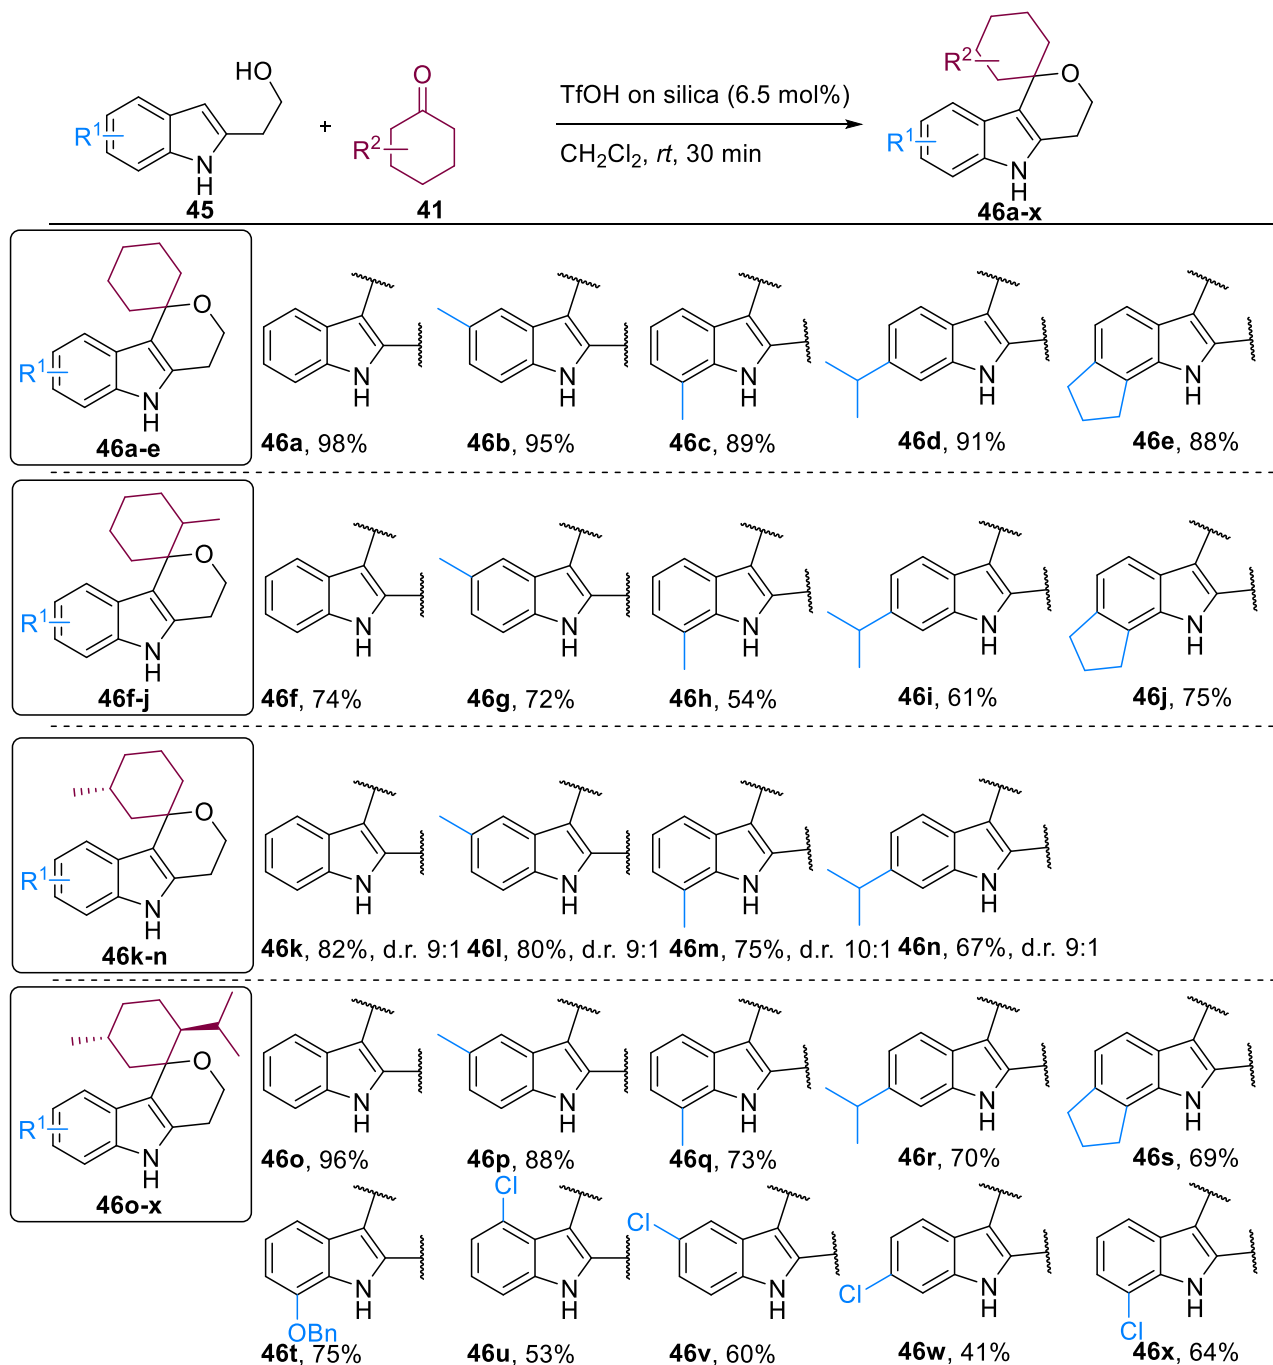 HO
O
R¹
+
R²
N
H
TfOH on silica (6.5 mol%)
CH₂Cl₂, rt, 30 min
R²
O
R¹
N
H
45
41
46a-x
O
R¹
N
H
N
H
N
H
N
H
N
H
N
H
46a-e
46a, 98%
46b, 95%
46c, 89%
46d, 91%
46e, 88%
O
R¹
N
H
N
H
N
H
N
H
N
H
N
H
46f-j
46f, 74%
46g, 72%
46h, 54%
46i, 61%
46j, 75%
O
R¹
N
H
N
H
N
H
N
H
N
H
46k-n
46k, 82%, d.r. 9:1
46l, 80%, d.r. 9:1
46m, 75%, d.r. 10:1
46n, 67%, d.r. 9:1
O
R¹
N
H
N
H
N
H
N
H
N
H
N
H
46o-x
46o, 96%
46p, 88%
46q, 73%
46r, 70%
46s, 69%
N
H
OBn
Cl
N
H
Cl
N
H
Cl
N
H
N
H
Cl
46t, 75%
46u, 53%
46v, 60%
46w, 41%
46x, 64%